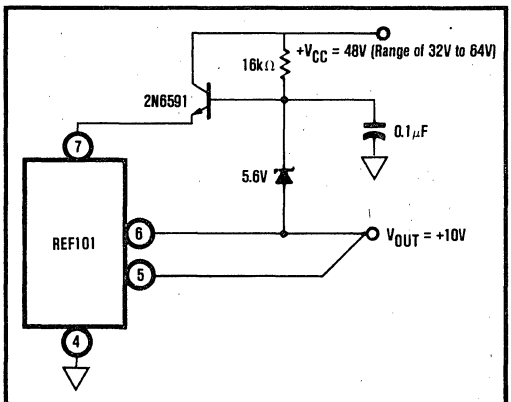 +VCC = 48V (Range of 32V to 64V)
16kΩ
2N6591
0.1μF
7
5.6V
6
REF101
VOUT = +10V
5
4